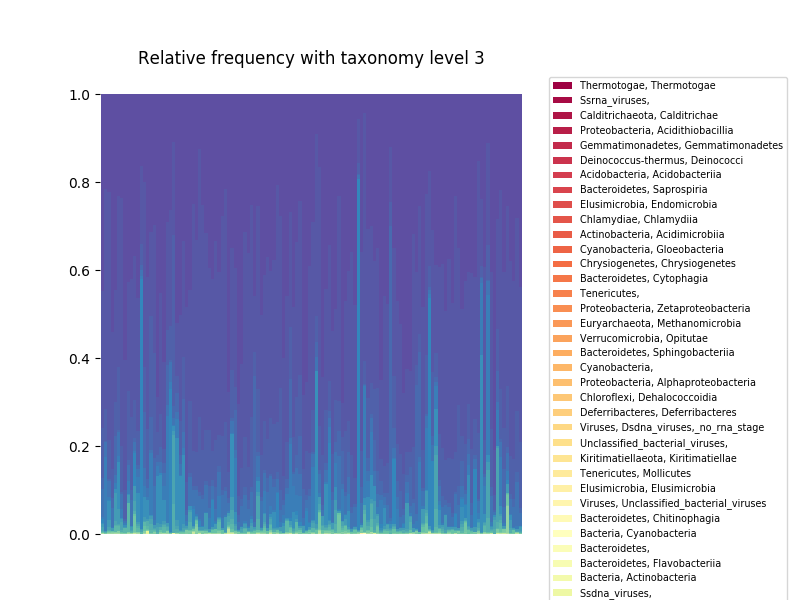 Relative frequency with taxonomy level 3
1.0
0.8
0.6
0.4
0.2
0.0
Thermotogae, Thermotogae
Ssrna_viruses,
Calditrichaeota, Calditrichae
Proteobacteria, Acidithiobacillia
Gemmatimonadetes, Gemmatimonadetes
Deinococcus-thermus, Deinococci
Acidobacteria, Acidobacteriia
Bacteroidetes, Saprospiria
Elusimicrobia, Endomicrobia
Chlamydiae, Chlamydiia
Actinobacteria, Acidimicrobiia
Cyanobacteria, Gloeobacteria
Chrysiogenetes, Chrysiogenetes
Bacteroidetes, Cytophagia
Tenericutes,
Proteobacteria, Zetaproteobacteria
Euryarchaeota, Methanomicrobia
Verrucomicrobia, Opitutae
Bacteroidetes, Sphingobacteriia
Cyanobacteria,
Proteobacteria, Alphaproteobacteria
Chloroflexi, Dehalococcoidia
Deferribacteres, Deferribacteres
Viruses, Dsdna_viruses,_no_rna_stage
Unclassified_bacterial_viruses,
Kiritimatiellaeota, Kiritimatiellae
Tenericutes, Mollicutes
Elusimicrobia, Elusimicrobia
Viruses, Unclassified_bacterial_viruses
Bacteroidetes, Chitinophagia
Bacteria, Cyanobacteria
Bacteroidetes,
Bacteroidetes, Flavobacteriia
Bacteria, Actinobacteria
Ssdna_viruses,